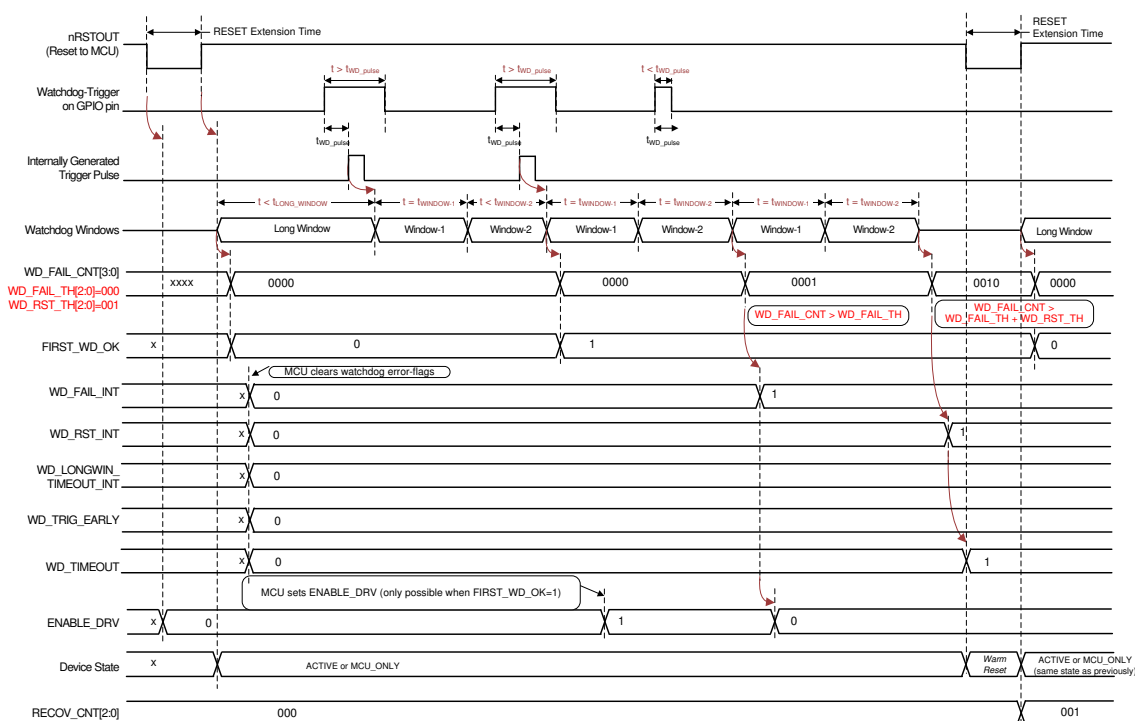 nRSTOUT
(Reset to MCU)
RESET Extension Time
RESET
Extension Time
Watchdog-Trigger
on GPIO pin
t > tWD_pulse
t > tWD_pulse
t < tWD_pulse
tWD_pulse
tWD_pulse
tWD_pulse
Internally Generated
Trigger Pulse
t < tLONG_WINDOW
t = tWINDOW-1
t < tWINDOW-2
t = tWINDOW-1
t = tWINDOW-2
t = tWINDOW-1
t = tWINDOW-2
Watchdog Windows
Long Window
Window-1
Window-2
Window-1
Window-2
Window-1
Window-2
Long Window
WD_FAIL_CNT[3:0]
WD_FAIL_TH[2:0]=000
WD_RST_TH[2:0]=001
xxxx
0000
0000
0001
0010
0000
WD_FAIL_CNT > WD_FAIL_TH
WD_FAIL_CNT >
WD_FAIL_TH + WD_RST_TH
FIRST_WD_OK
x
0
1
0
MCU clears watchdog error-flags
WD_FAIL_INT
x
0
1
WD_RST_INT
x
0
1
WD_LONGWIN_
TIMEOUT_INT
x
0
WD_TRIG_EARLY
x
0
WD_TIMEOUT
x
0
1
MCU sets ENABLE_DRV (only possible when FIRST_WD_OK=1)
ENABLE_DRV
x
0
1
0
Device State
x
ACTIVE or MCU_ONLY
Warm
Reset
ACTIVE or MCU_ONLY
(same state as previously)
RECOV_CNT[2:0]
000
001